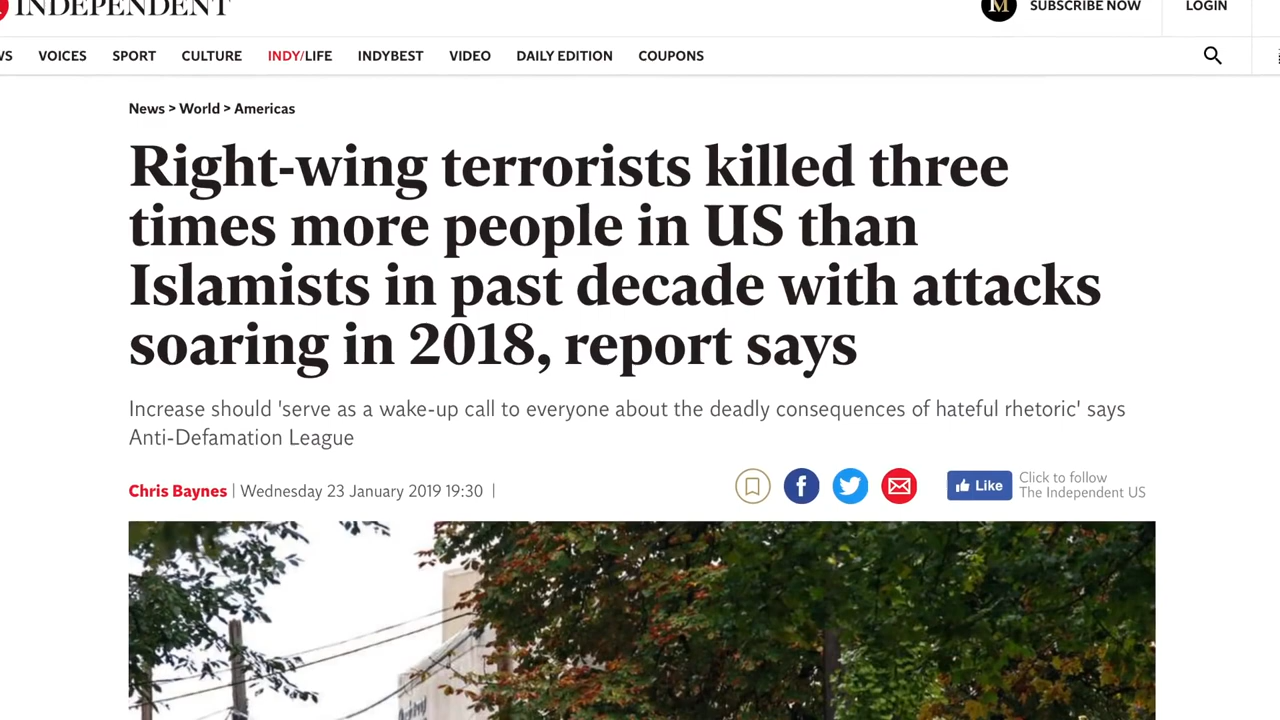 INDEPENDENT
M SUBSCRIBE NOW
LOGIN
VOICES SPORT CULTURE INDY/LIFE INDYBEST VIDEO DAILY EDITION COUPONS
News > World > Americas
Right-wing terrorists killed three
times more people in US than
Islamists in past decade with attacks
soaring in 2018, report says
Increase should 'serve as a wake-up call to everyone about the deadly consequences of hateful rhetoric' says
Anti-Defamation League
Chris Baynes | Wednesday 23 January 2019 19:30 |
f Like Click to follow
The Independent US